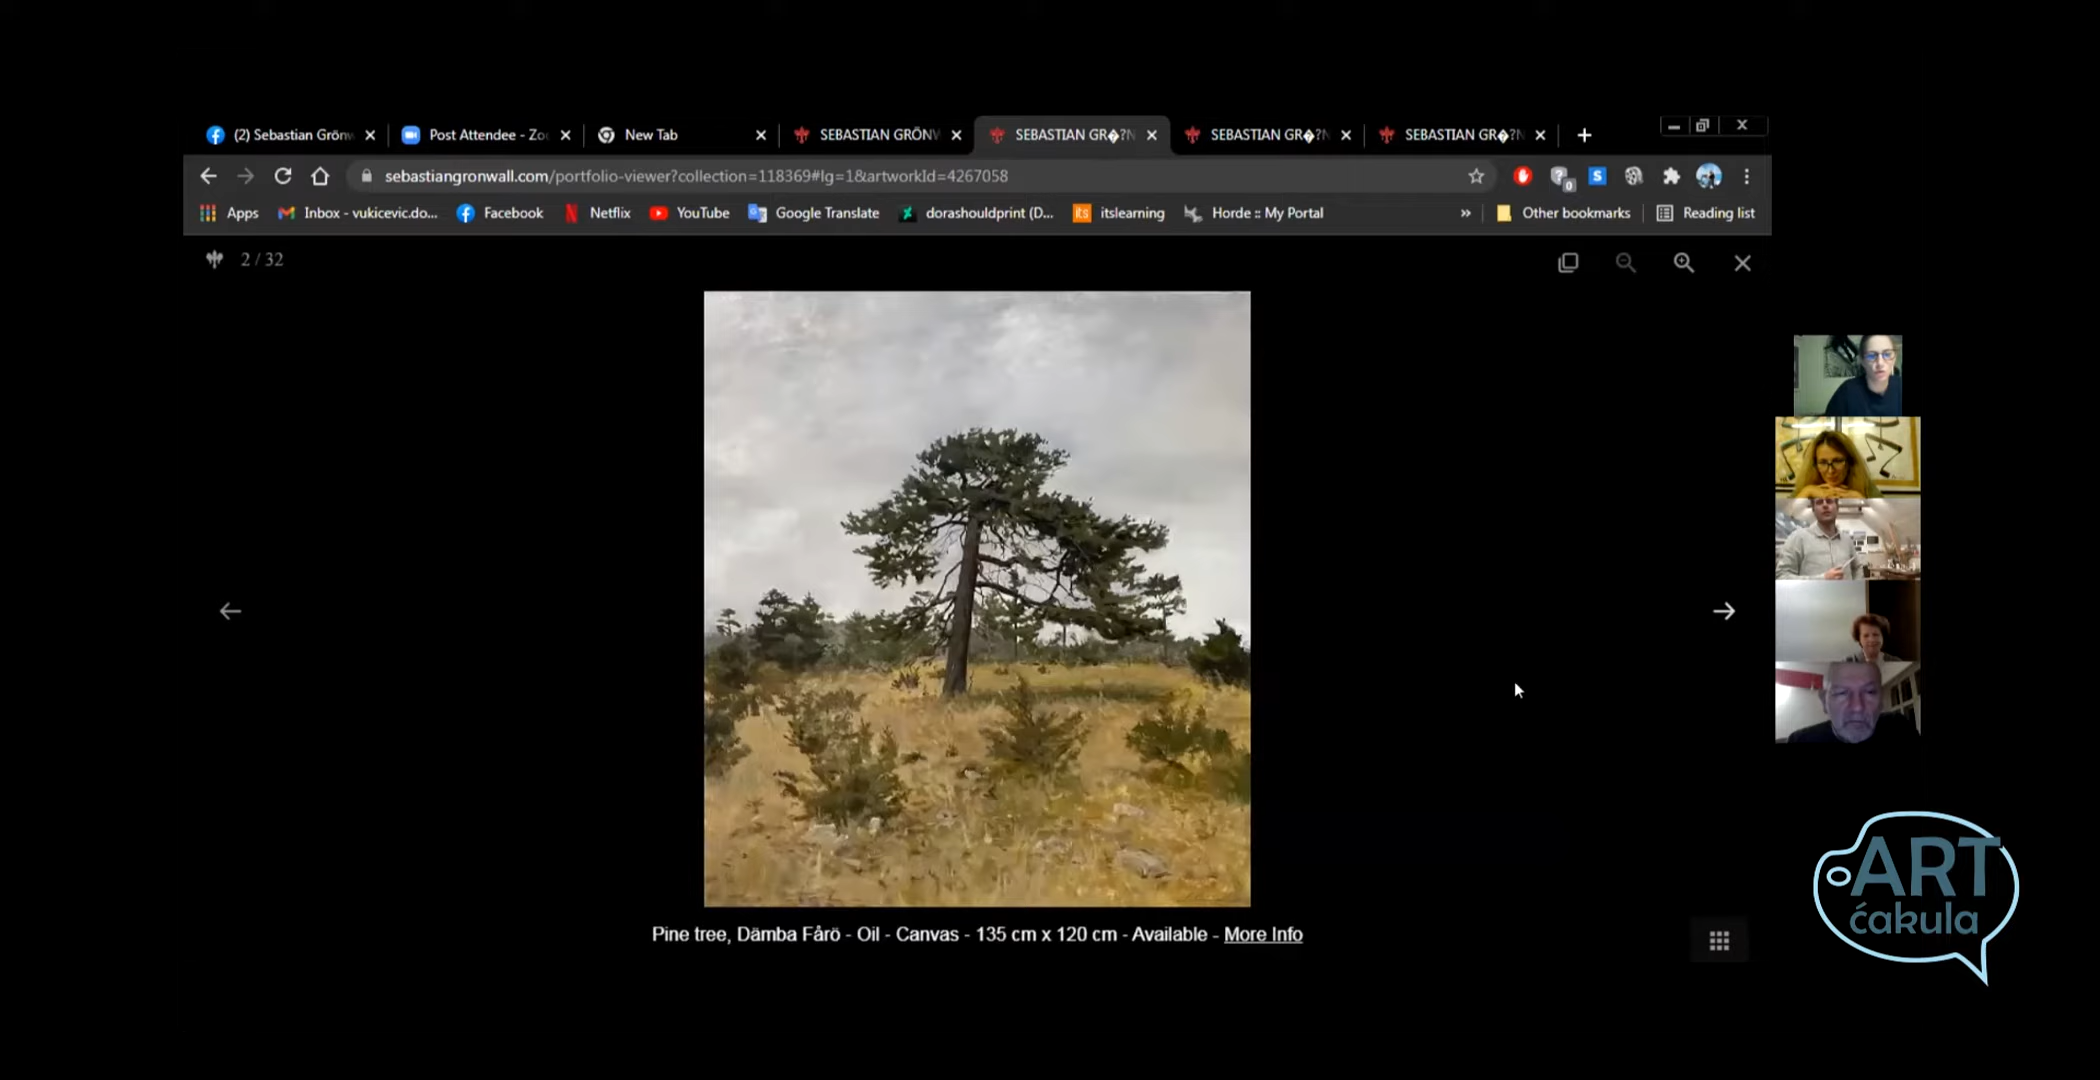 (2) Sebastian Grönw
Post Attendee - Zo
New Tab
SEBASTIAN GRÖNW
SEBASTIAN GR�?N
SEBASTIAN GR�?N
SEBASTIAN GR�?N
sebastiangronwall.com/portfolio-viewer?collection=118369#lg=1&artworkId=4267058
S
0
Apps
Inbox - vukicevic.do...
Facebook
N
Netflix
YouTube
Google Translate
dorashouldprint (D...
its
itslearning
Horde :: My Portal
»
Other bookmarks
Reading list
2 / 32
Pine tree, Dämba Fårö - Oil - Canvas - 135 cm x 120 cm - Available - More Info
ART
ćakula